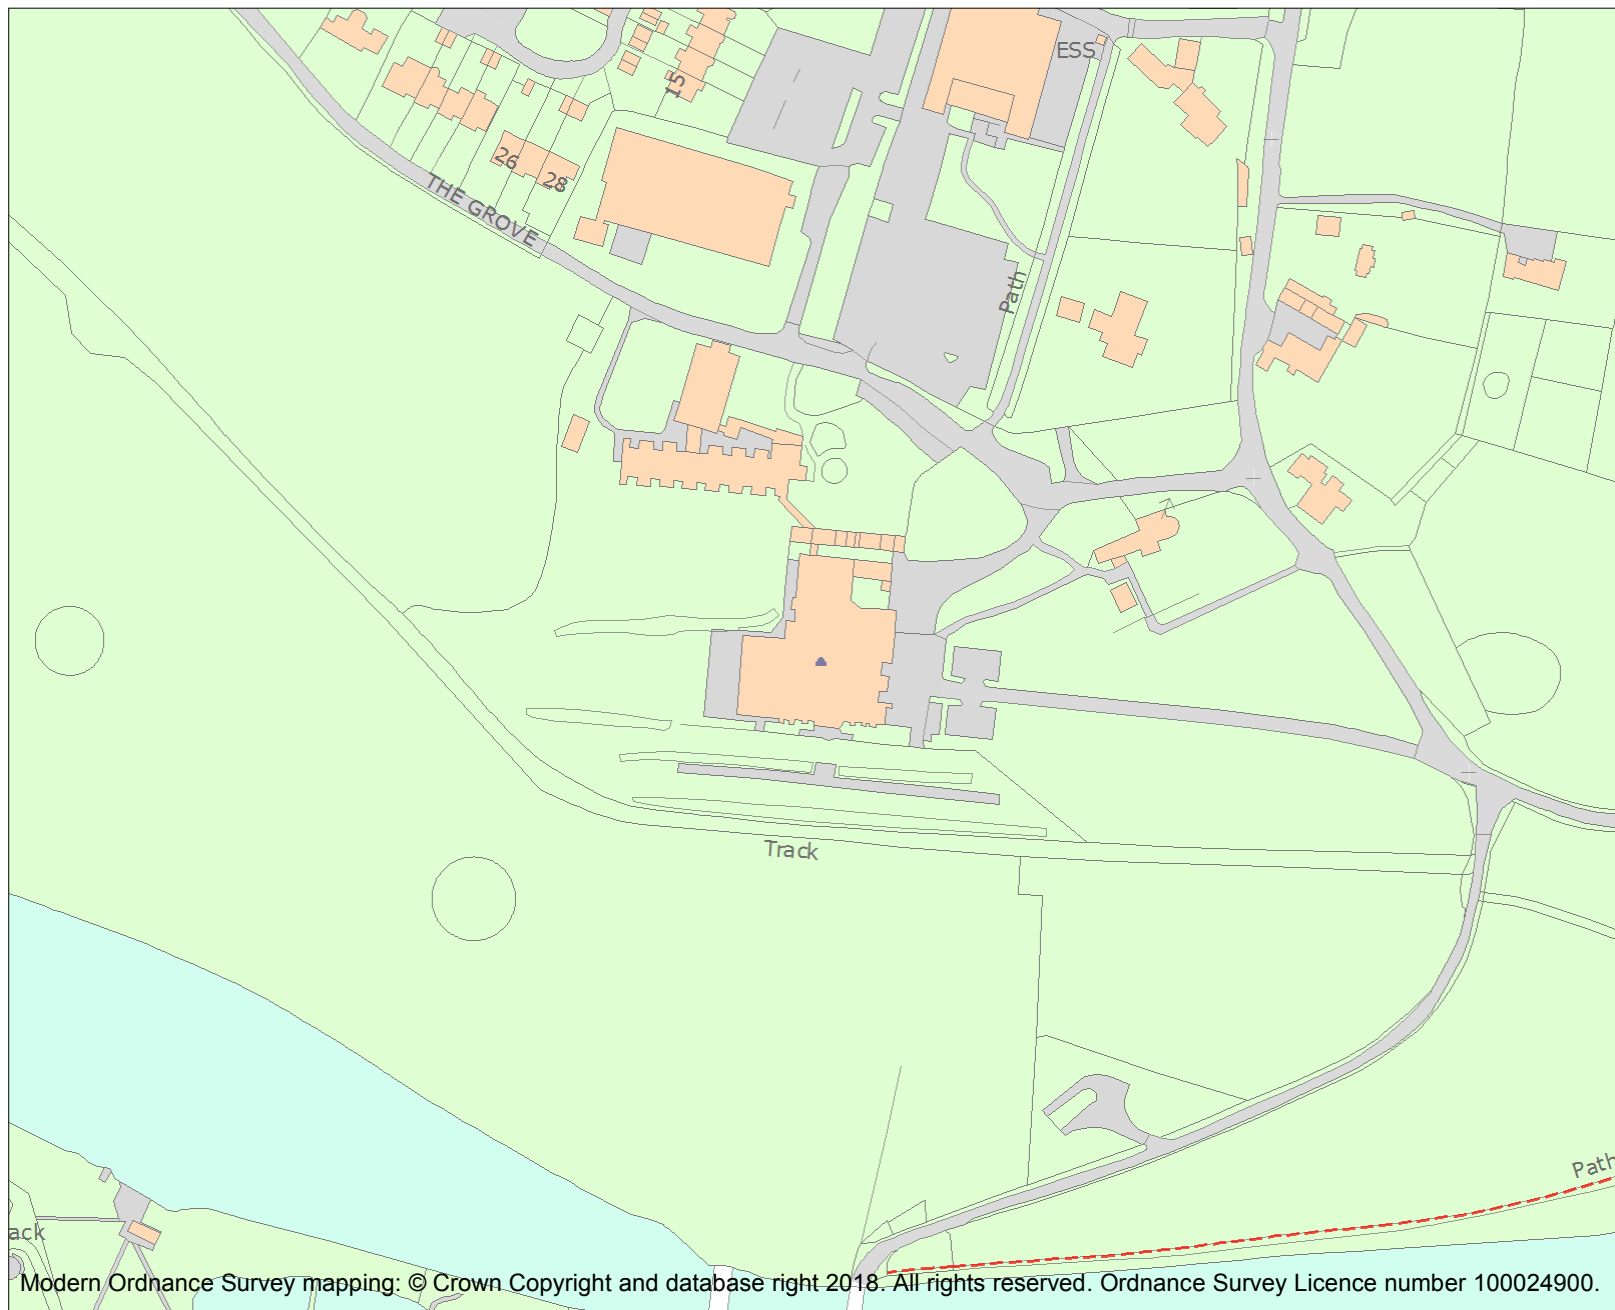 ESS
15
26
28
THE GROVE
Path
Track
Path
ack
Modern Ordnance Survey mapping: © Crown Copyright and database right 2018. All rights reserved. Ordnance Survey Licence number 100024900.